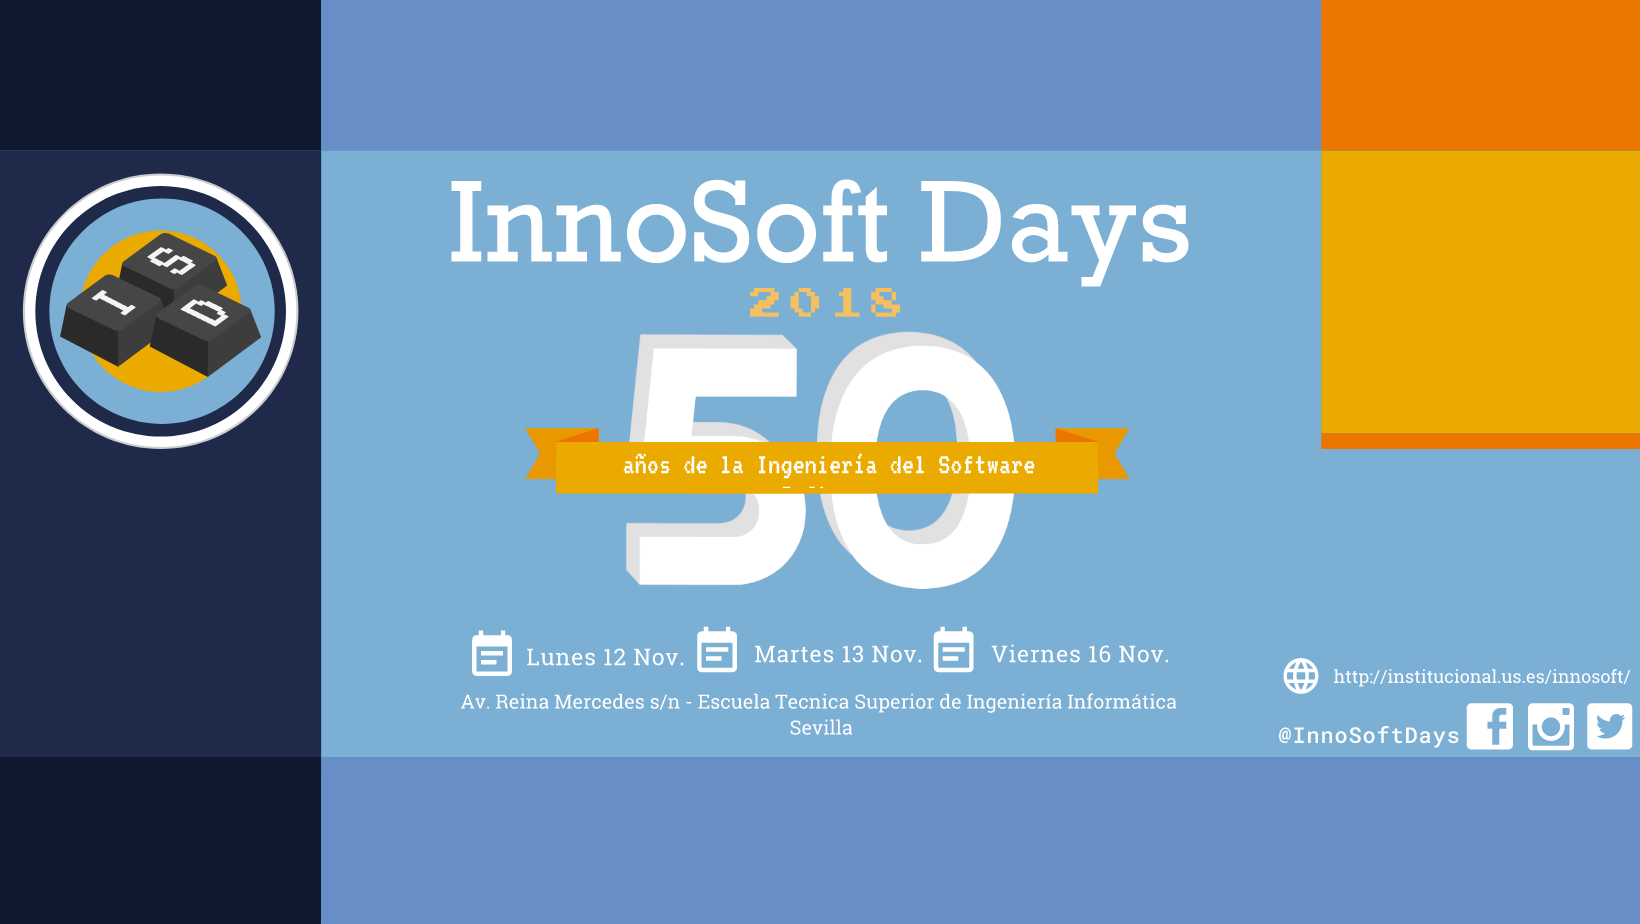 S
I
D
InnoSoft Days
2018
50
años de la Ingeniería del Software
Lunes 12 Nov.
Martes 13 Nov.
Viernes 16 Nov.
Av. Reina Mercedes s/n - Escuela Tecnica Superior de Ingeniería Informática
Sevilla
http://institucional.us.es/innosoft/
@InnoSoftDays